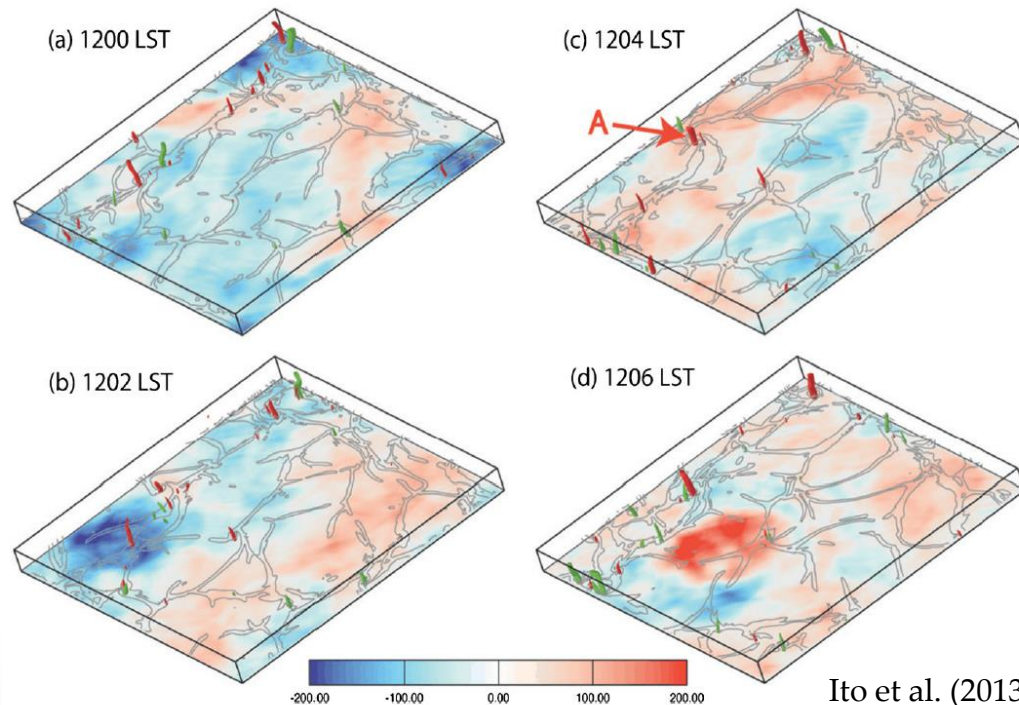 (a) 1200 LST
(c) 1204 LST
A
(b) 1202 LST
(d) 1206 LST
-200.00 -100.00 0.00 100.00 200.00
Ito et al. (2013